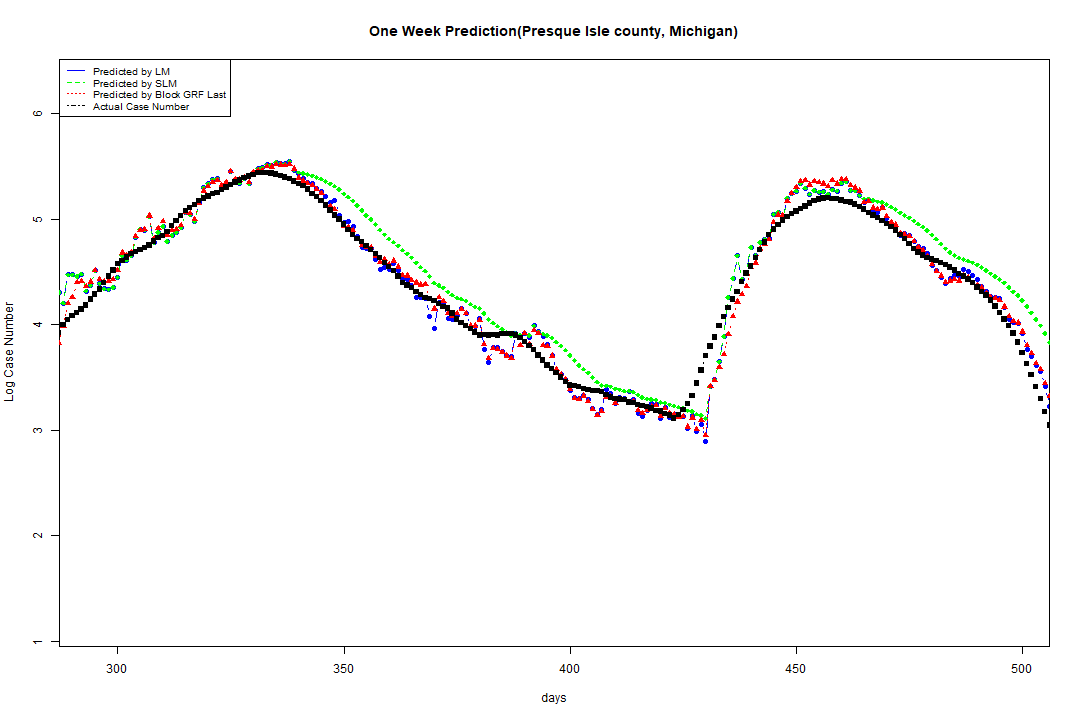 One Week Prediction(Presque Isle county, Michigan)
Predicted by LM
Predicted by SLM
Predicted by Block GRF Last
Actual Case Number
6
5
4
3
2
1
Log Case Number
300 350 400 450 500
days